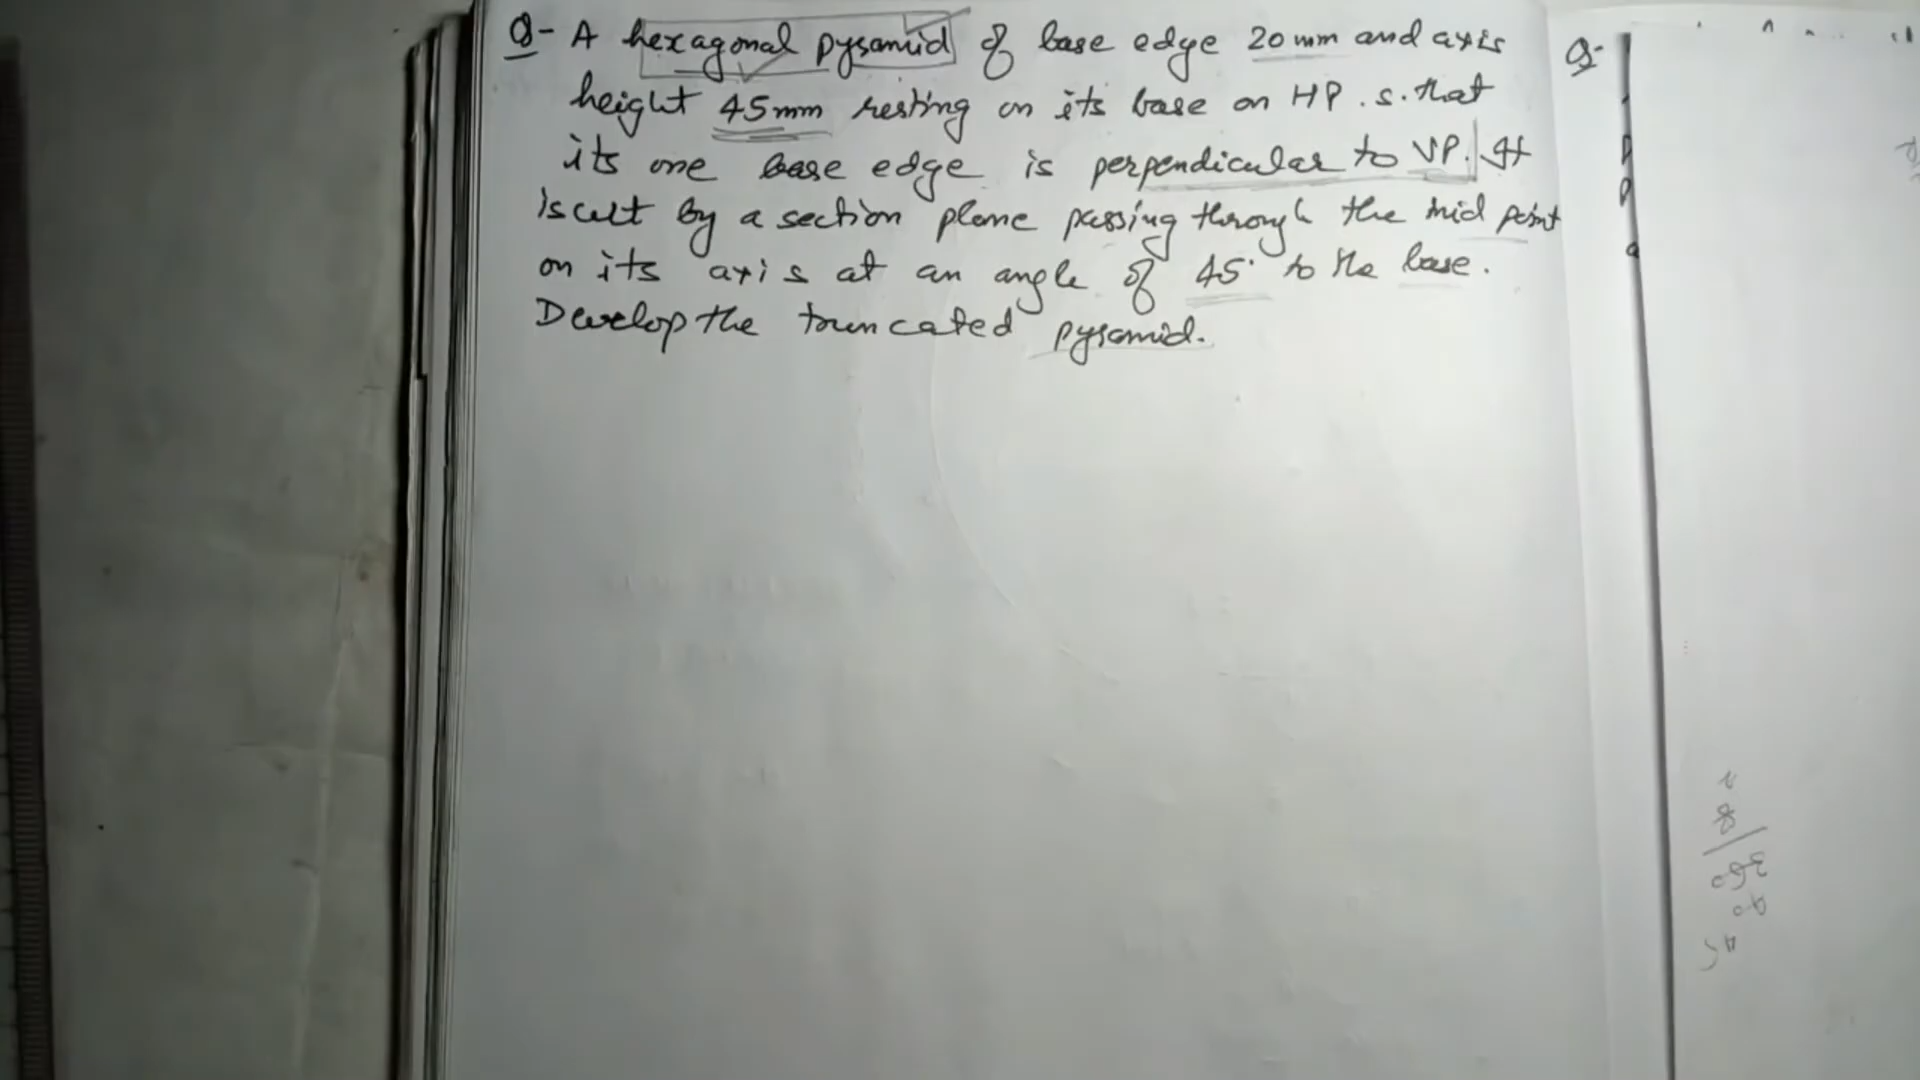 Q- A hexagonal pyramid of base edge 20 mm and axis
height 45mm resting on its base on HP. s. that
its one base edge is perpendicular to VP. It
is cut by a section plane passing through the mid point
on its axis at an angle of 45° to the base.
Develop the truncated pyramid.
Q-